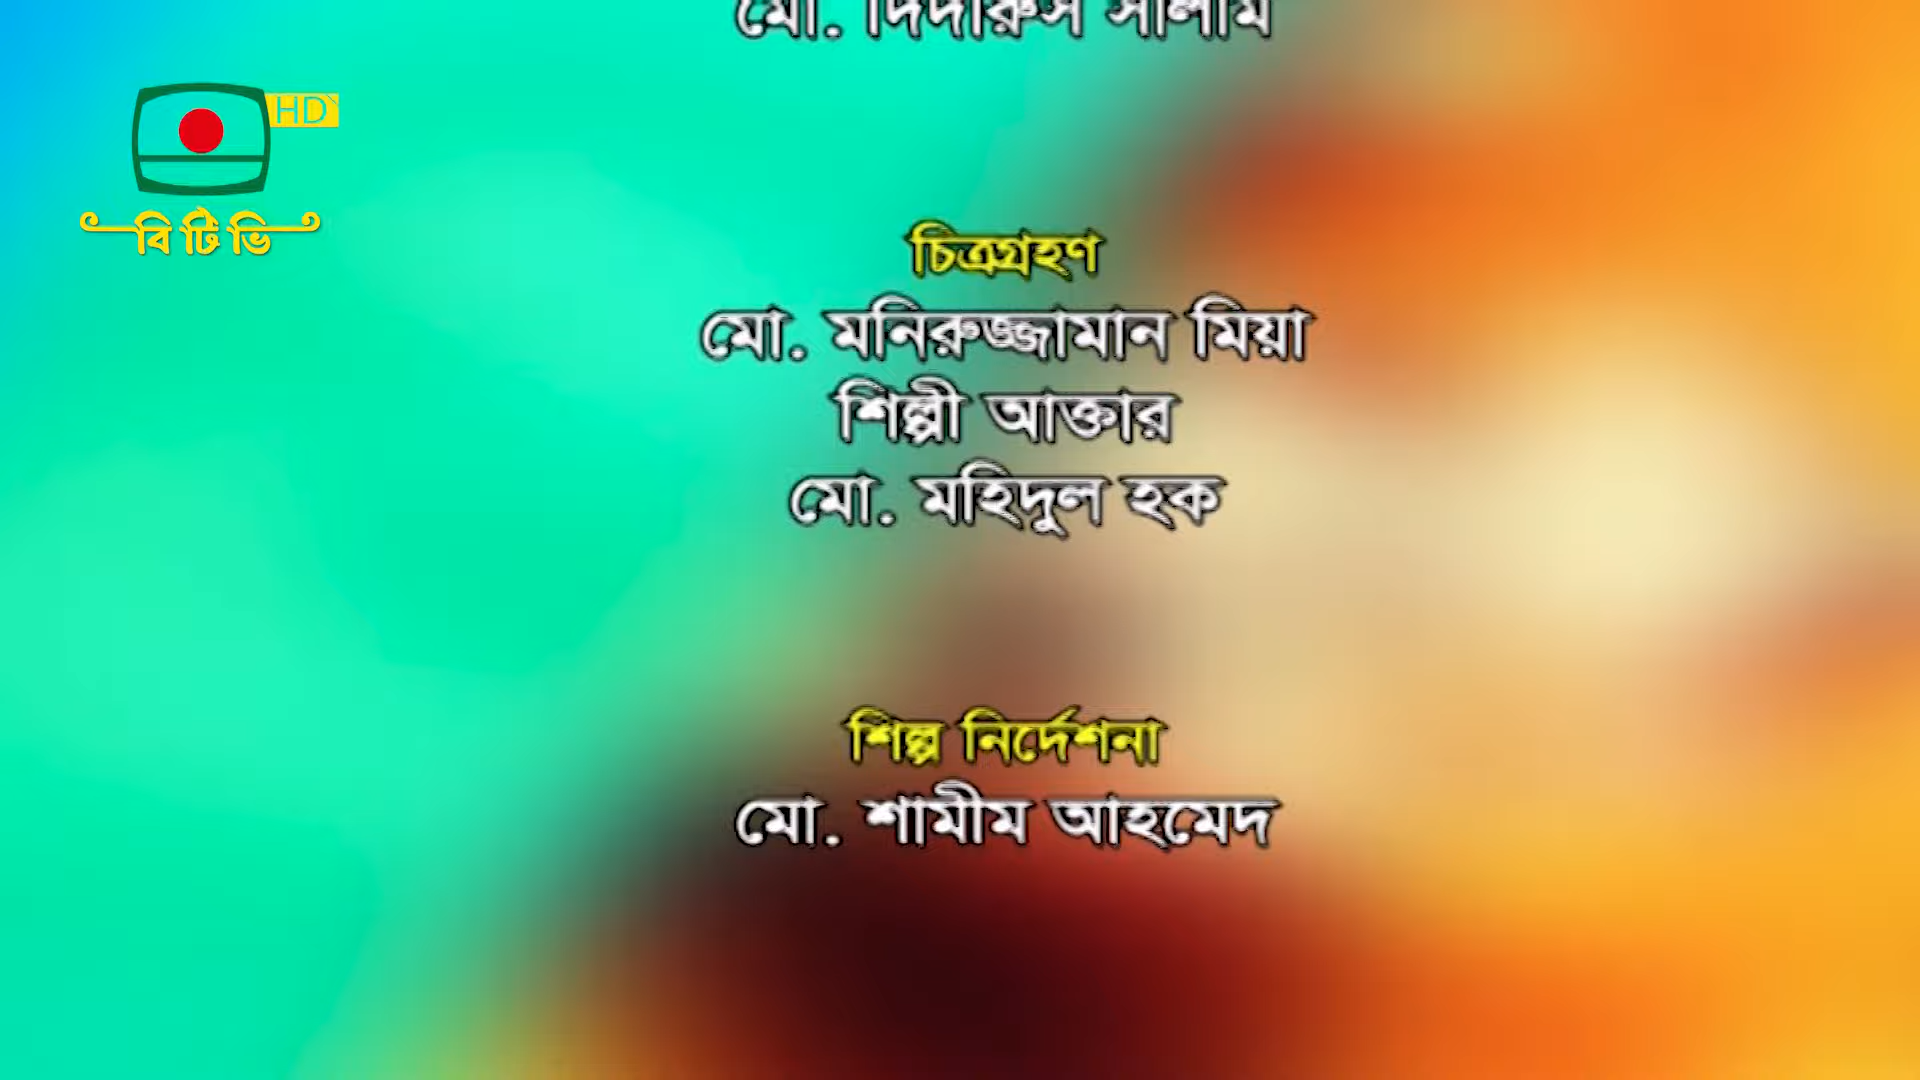 মো. দিদারুস সালাম
HD
বিটিভি
চিত্রগ্রহণ
মো. মনিরুজ্জামান মিয়া
শিল্পী আক্তার
মো. মহিদুল হক
শিল্প নির্দেশনা
মো. শামীম আহমেদ